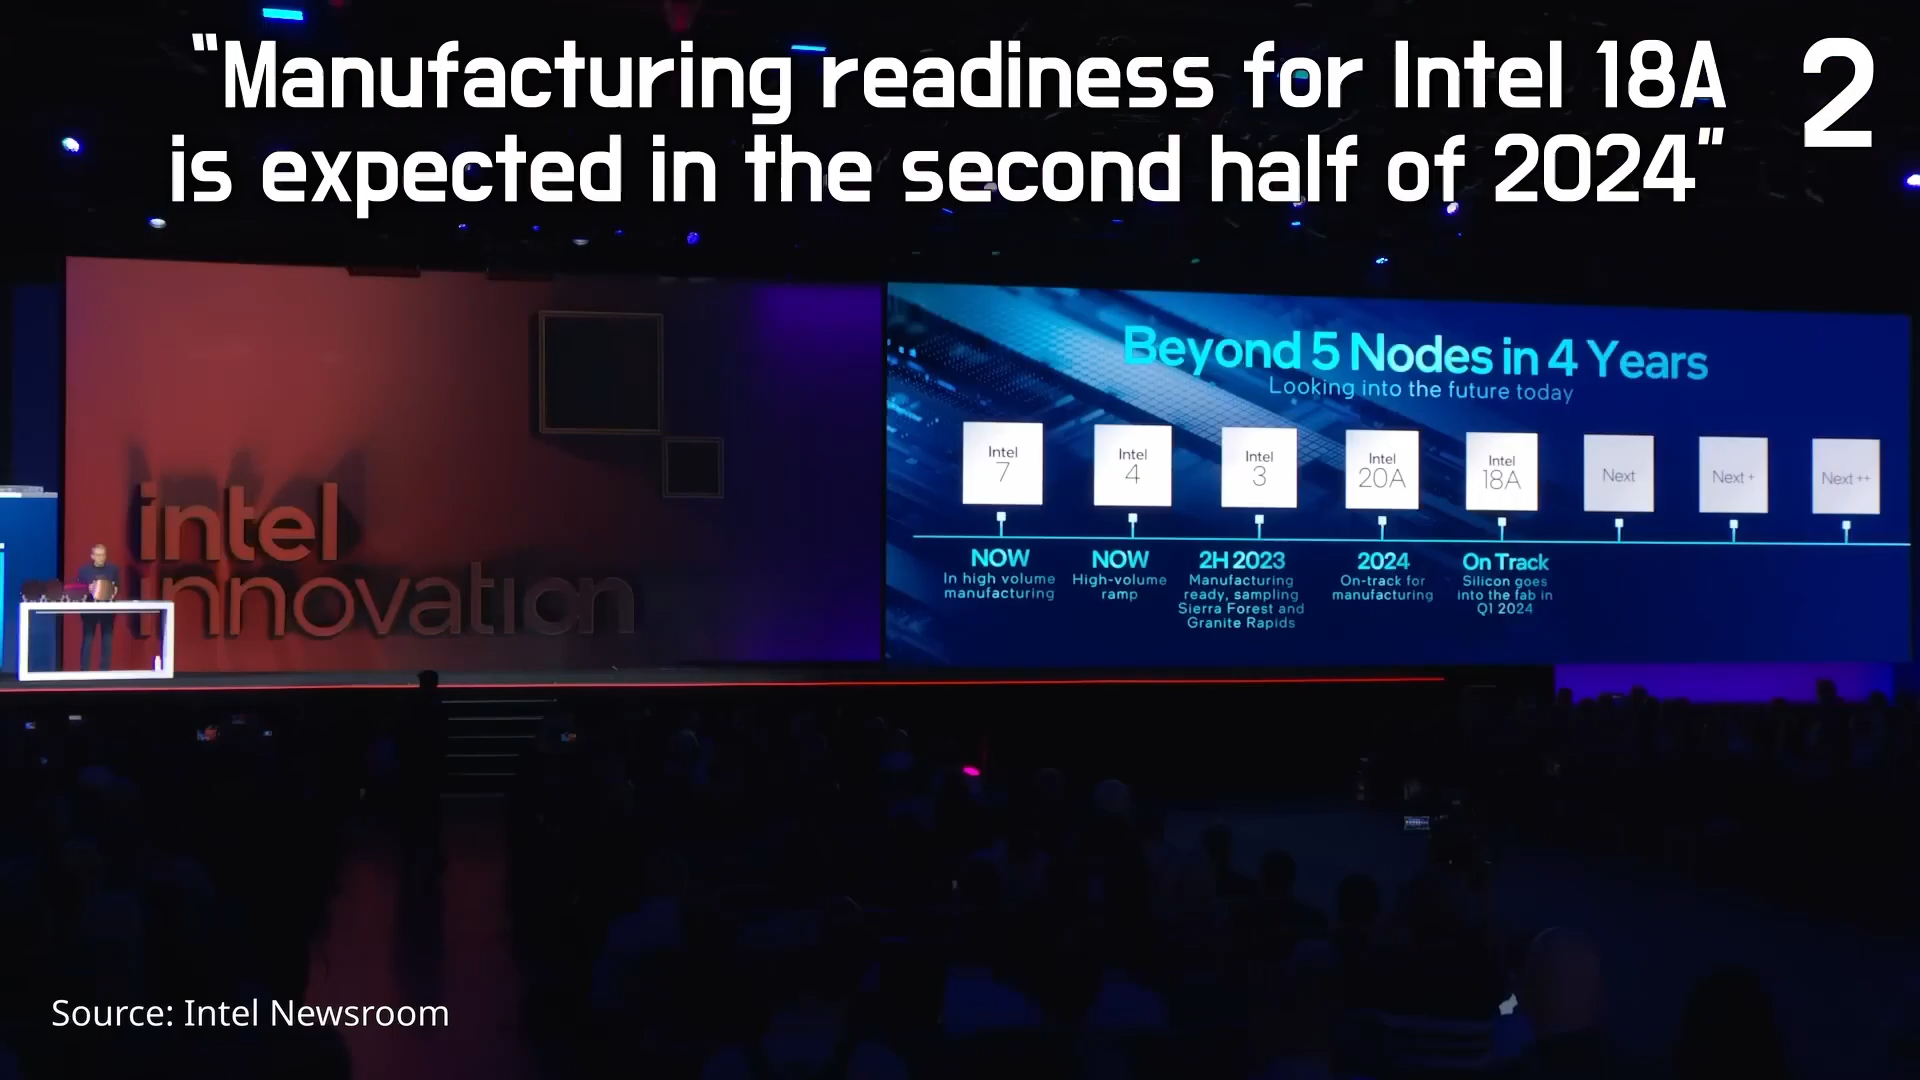 "Manufacturing readiness for Intel 18A
is expected in the second half of 2024"
2
Beyond 5 Nodes in 4 Years
Looking into the future today
Intel
7
Intel
4
Intel
3
Intel
20A
Intel
18A
Next
Next +
Next ++
NOW
In high volume
manufacturing
NOW
High-volume
ramp
2H 2023
Manufacturing
ready, sampling
Sierra Forest and
Granite Rapids
2024
On-track for
manufacturing
On Track
Silicon goes
into the fab in
Q1 2024
intel
innovation
Source: Intel Newsroom